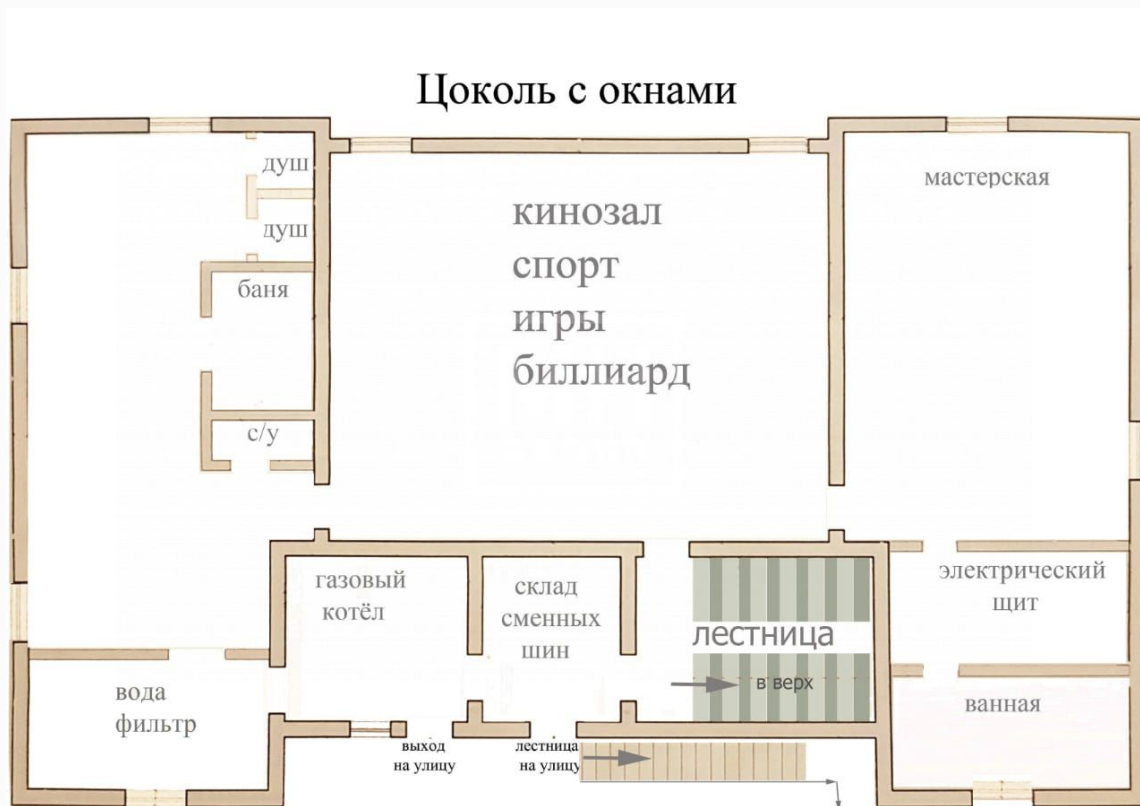 Цоколь с окнами
душ
душ
баня
с/у
кинозал
спорт
игры
биллиард
мастерская
газовый
котёл
склад
сменных
шин
лестница
в верх
электрический
щит
ванная
вода
фильтр
выход
на улицу
лестница
на улицу